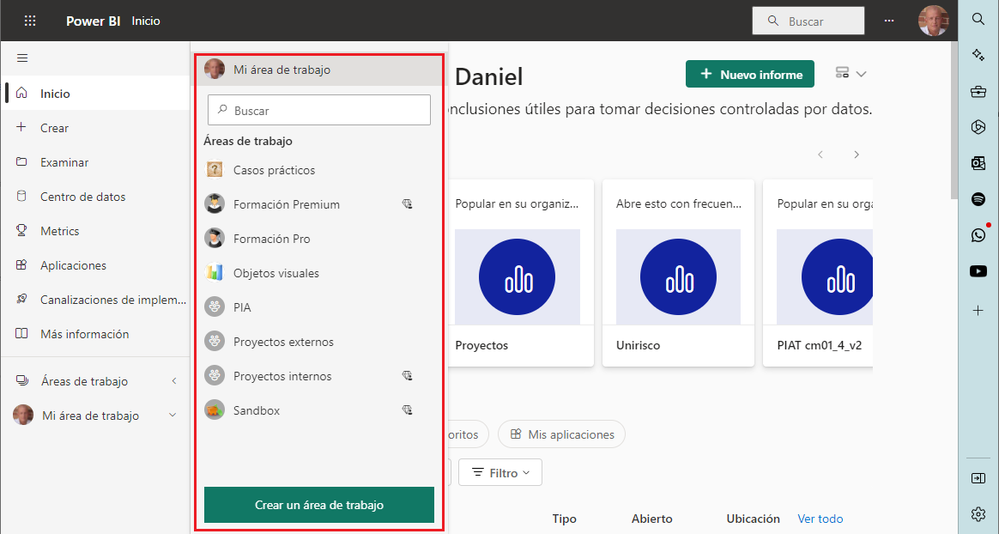 Power BI Inicio
Buscar
Inicio
Crear
Examinar
Centro de datos
Metrics
Aplicaciones
Canalizaciones de implem...
Más información
Áreas de trabajo
Mi área de trabajo
Mi área de trabajo
Buscar
Áreas de trabajo
Casos prácticos
Formación Premium
Formación Pro
Objetos visuales
PIA
Proyectos externos
Proyectos internos
Sandbox
Crear un área de trabajo
Daniel
Nuevo informe
nclusiones útiles para tomar decisiones controladas por datos.
Popular en su organiz...
Abre esto con frecuen...
Popular en su orga
Proyectos
Unirisco
PIAT cm01_4_v2
oritos
Mis aplicaciones
Filtro
Tipo
Abierto
Ubicación
Ver todo